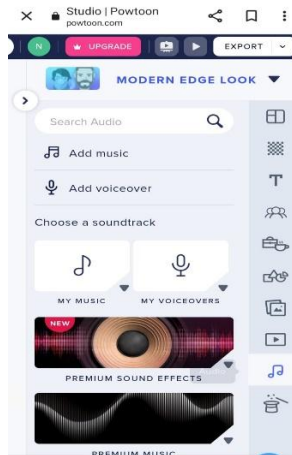 Studio | Powtoon
powtoon.com
N UPGRADE EXPORT
MODERN EDGE LOOK
Search Audio
Add music
Add voiceover
Choose a soundtrack
MY MUSIC MY VOICEOVERS
NEW
PREMIUM SOUND EFFECTS
PREMIUM MUSIC